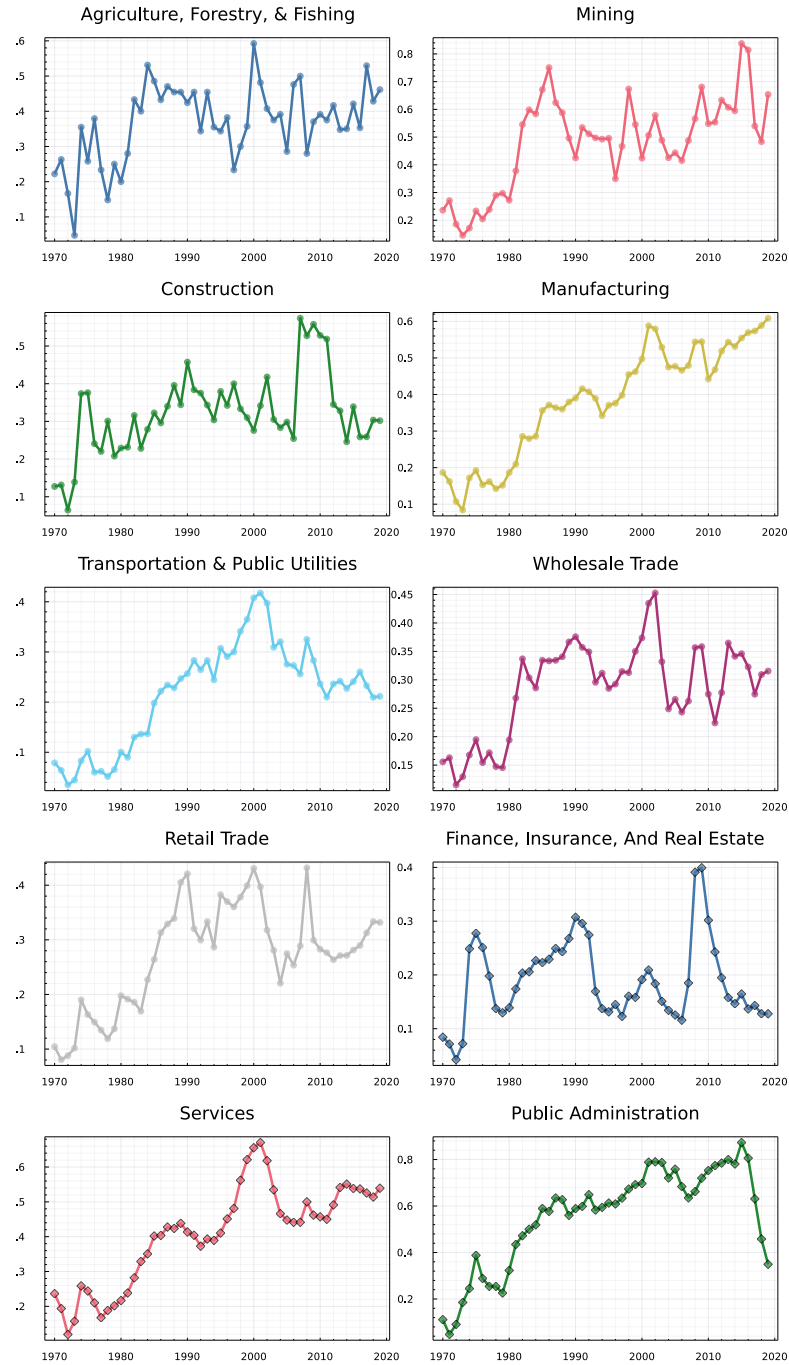 Agriculture, Forestry, & Fishing
.6
.5
.4
.3
.2
.1
1970 1980 1990 2000 2010 2020
Mining
0.8
0.7
0.6
0.5
0.4
0.3
0.2
1970 1980 1990 2000 2010 2020
Construction
.5
.4
.3
.2
.1
1970 1980 1990 2000 2010 2020
Manufacturing
0.6
0.5
0.4
0.3
0.2
0.1
1970 1980 1990 2000 2010 2020
Transportation & Public Utilities
.4
.3
.2
.1
1970 1980 1990 2000 2010 2020
Wholesale Trade
0.45
0.40
0.35
0.30
0.25
0.20
0.15
1970 1980 1990 2000 2010 2020
Retail Trade
.4
.3
.2
.1
1970 1980 1990 2000 2010 2020
Finance, Insurance, And Real Estate
0.4
0.3
0.2
0.1
1970 1980 1990 2000 2010 2020
Services
.6
.5
.4
.3
.2
1970 1980 1990 2000 2010 2020
Public Administration
0.8
0.6
0.4
0.2
1970 1980 1990 2000 2010 2020